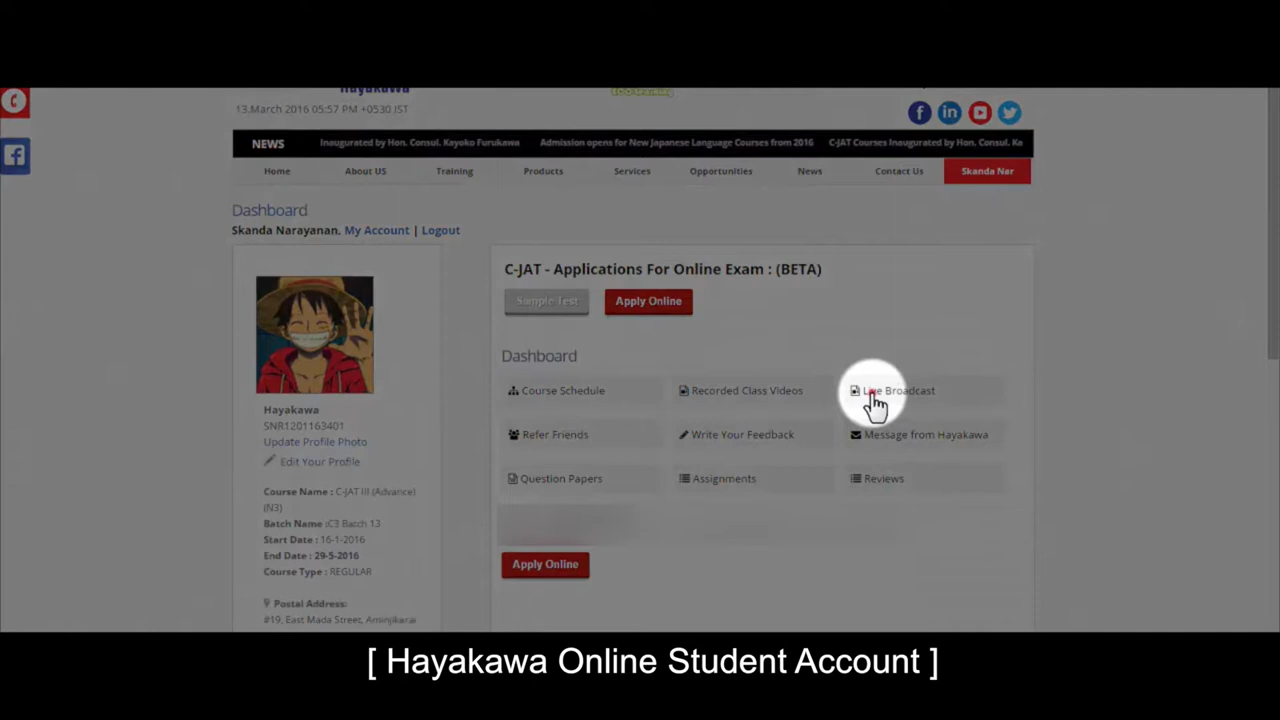 Hayakawa
13.March 2016 05:57 PM +0530 IST
NEWS Inaugurated by Hon. Consul. Kayoko Furukawa Admission opens for New Japanese Language Courses from 2016 C-JAT Courses Inaugurated by Hon. Consul. Ka
Home About US Training Products Services Opportunities News Contact Us Skanda Nar
Dashboard
Skanda Narayanan. My Account | Logout
C-JAT - Applications For Online Exam : (BETA)
Sample Test Apply Online
Dashboard
Course Schedule Recorded Class Videos Live Broadcast
Refer Friends Write Your Feedback Message from Hayakawa
Question Papers Assignments Reviews
Apply Online
Hayakawa
SNR1201163401
Update Profile Photo
Edit Your Profile
Course Name : C-JAT III (Advance)
(N3)
Batch Name :C3 Batch 13
Start Date : 16-1-2016
End Date : 29-5-2016
Course Type : REGULAR
Postal Address:
#19, East Mada Street, Aminjikarai
[ Hayakawa Online Student Account ]